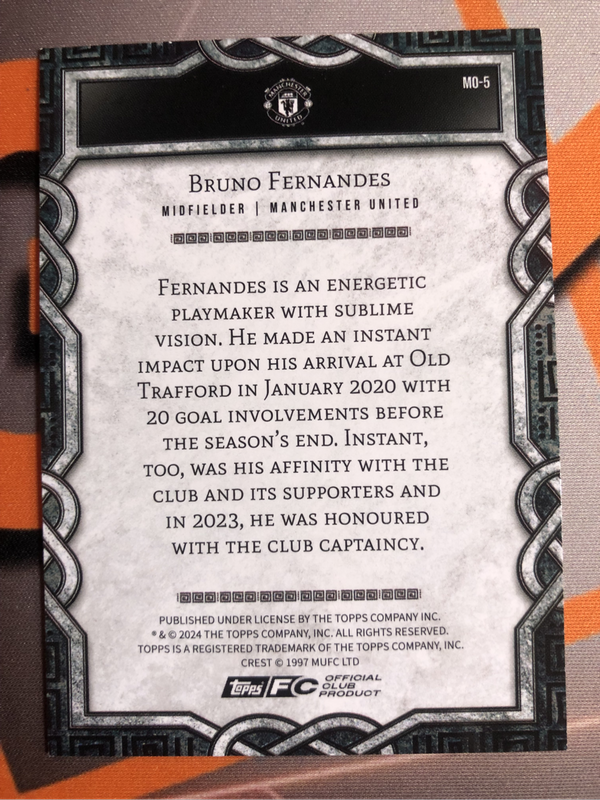 MO-5
MANCHESTER
UNITED
Bruno Fernandes
MIDFIELDER | MANCHESTER UNITED
Fernandes is an energetic
playmaker with sublime
vision. He made an instant
impact upon his arrival at Old
Trafford in January 2020 with
20 goal involvements before
the season's end. Instant,
too, was his affinity with the
club and its supporters and
in 2023, he was honoured
with the club captaincy.
PUBLISHED UNDER LICENSE BY THE TOPPS COMPANY INC.
® & © 2024 THE TOPPS COMPANY, INC. ALL RIGHTS RESERVED.
TOPPS IS A REGISTERED TRADEMARK OF THE TOPPS COMPANY, INC.
CREST © 1997 MUFC LTD
topps FC OFFICIAL
CLUB
PRODUCT